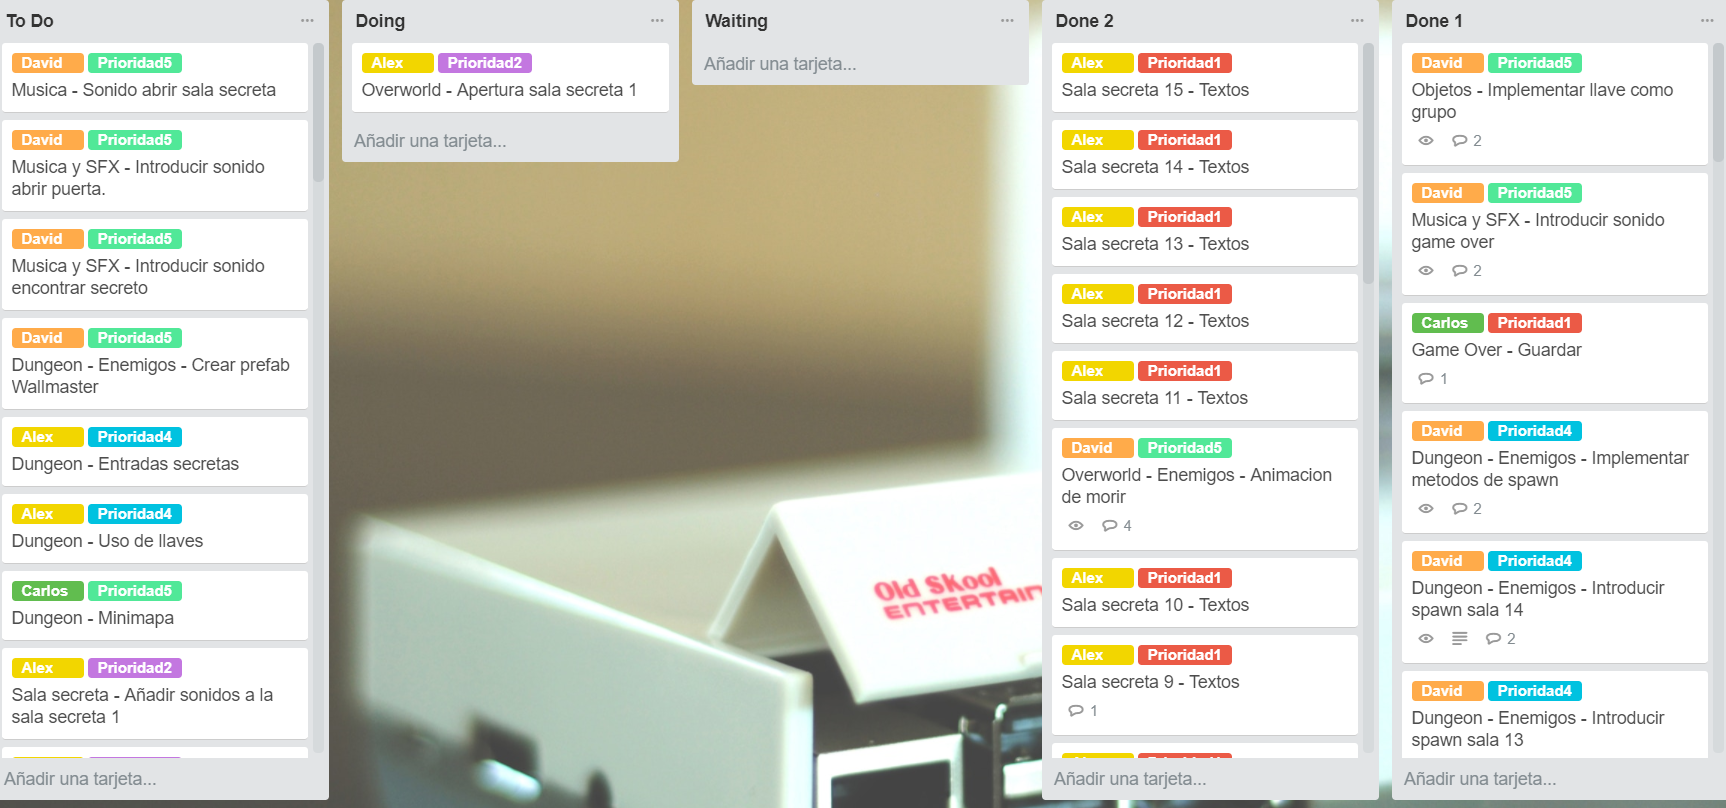 To Do
David Prioridad5
Musica - Sonido abrir sala secreta
David Prioridad5
Musica y SFX - Introducir sonido
abrir puerta.
David Prioridad5
Musica y SFX - Introducir sonido
encontrar secreto
David Prioridad5
Dungeon - Enemigos - Crear prefab
Wallmaster
Alex Prioridad4
Dungeon - Entradas secretas
Alex Prioridad4
Dungeon - Uso de llaves
Carlos Prioridad5
Dungeon - Minimapa
Alex Prioridad2
Sala secreta - Añadir sonidos a la
sala secreta 1
Añadir una tarjeta...
Doing
Alex Prioridad2
Overworld - Apertura sala secreta 1
Añadir una tarjeta...
Waiting
Añadir una tarjeta...
Old Skool
ENTERTAIN
Done 2
Alex Prioridad1
Sala secreta 15 - Textos
Alex Prioridad1
Sala secreta 14 - Textos
Alex Prioridad1
Sala secreta 13 - Textos
Alex Prioridad1
Sala secreta 12 - Textos
Alex Prioridad1
Sala secreta 11 - Textos
David Prioridad5
Overworld - Enemigos - Animacion
de morir
4
Alex Prioridad1
Sala secreta 10 - Textos
Alex Prioridad1
Sala secreta 9 - Textos
1
Añadir una tarjeta...
Done 1
David Prioridad5
Objetos - Implementar llave como
grupo
2
David Prioridad5
Musica y SFX - Introducir sonido
game over
2
Carlos Prioridad1
Game Over - Guardar
1
David Prioridad4
Dungeon - Enemigos - Implementar
metodos de spawn
2
David Prioridad4
Dungeon - Enemigos - Introducir
spawn sala 14
2
David Prioridad4
Dungeon - Enemigos - Introducir
spawn sala 13
Añadir una tarjeta...